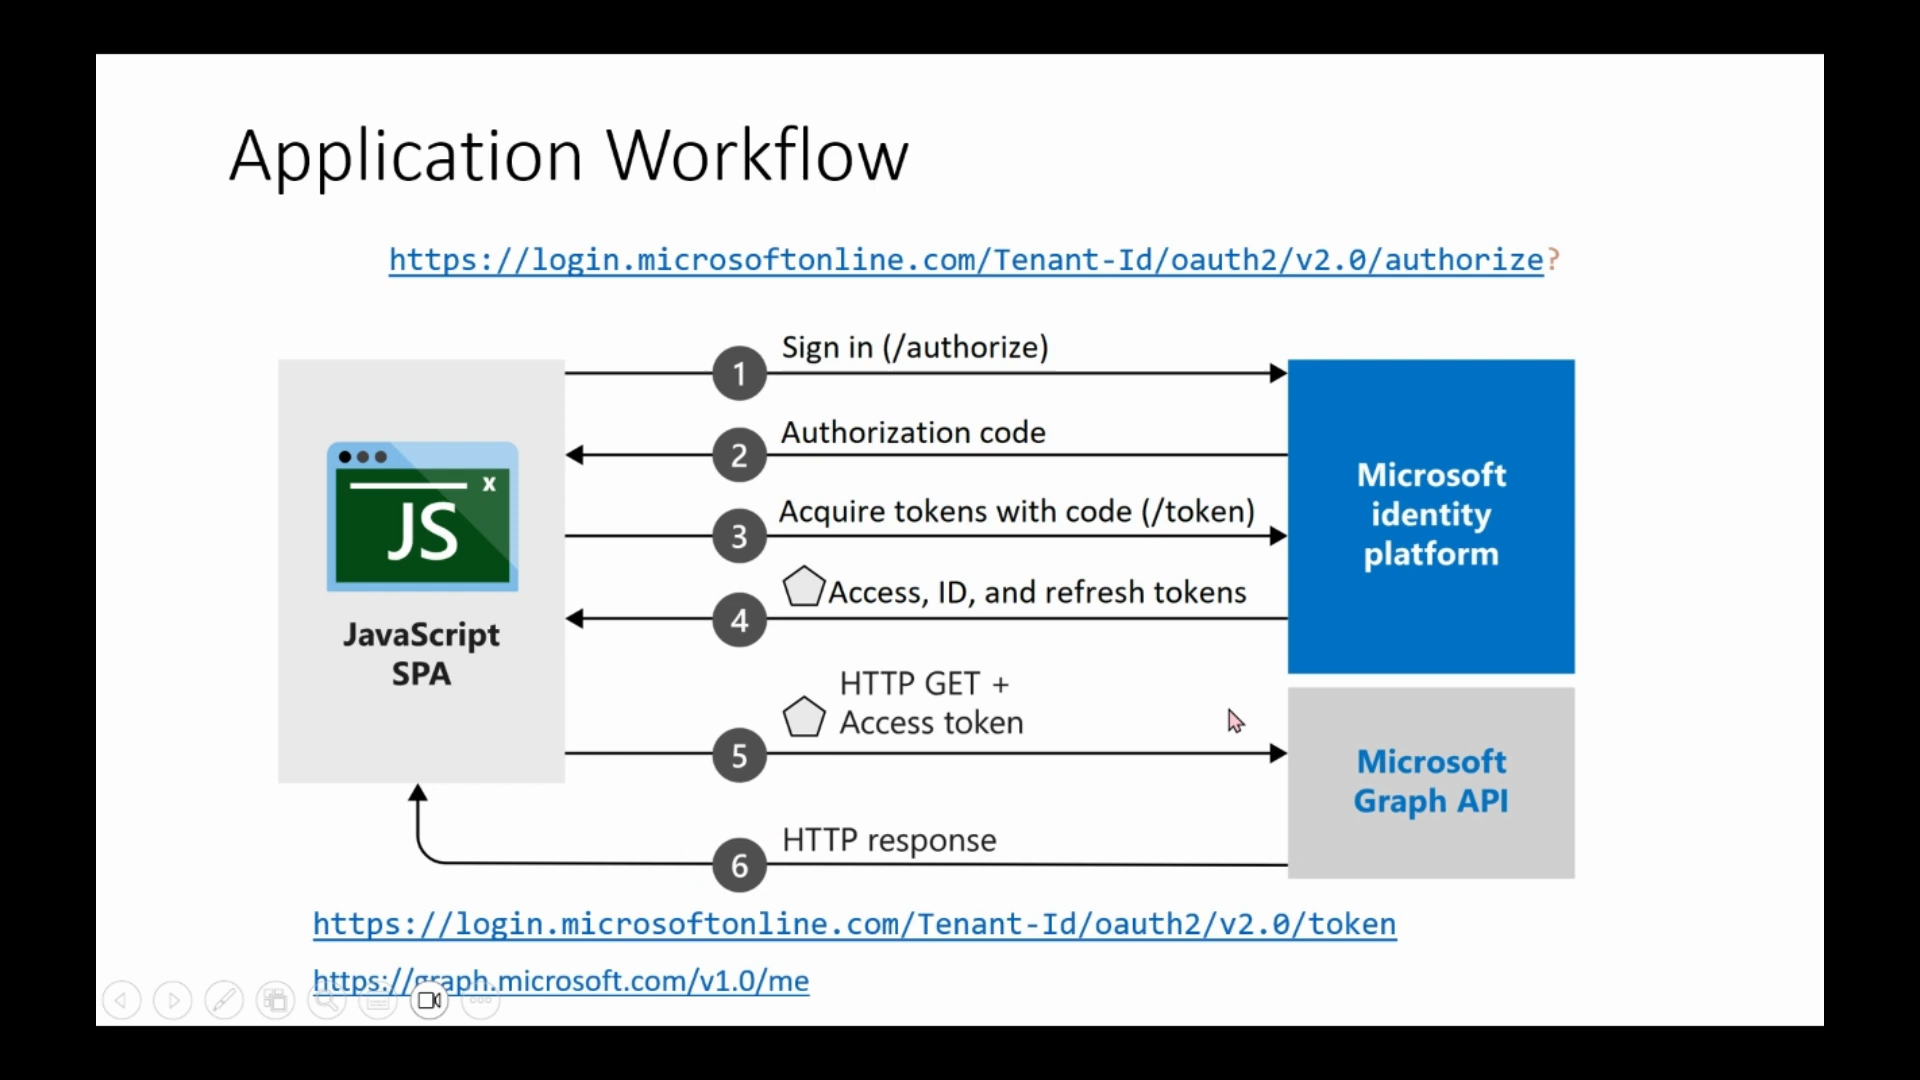 Application Workflow
https://login.microsoftonline.com/Tenant-Id/oauth2/v2.0/authorize?
1
Sign in (/authorize)
2
Authorization code
3
Acquire tokens with code (/token)
4
Access, ID, and refresh tokens
5
HTTP GET +
Access token
6
HTTP response
x
JS
JavaScript
SPA
Microsoft
identity
platform
Microsoft
Graph API
https://login.microsoftonline.com/Tenant-Id/oauth2/v2.0/token
https://graph.microsoft.com/v1.0/me